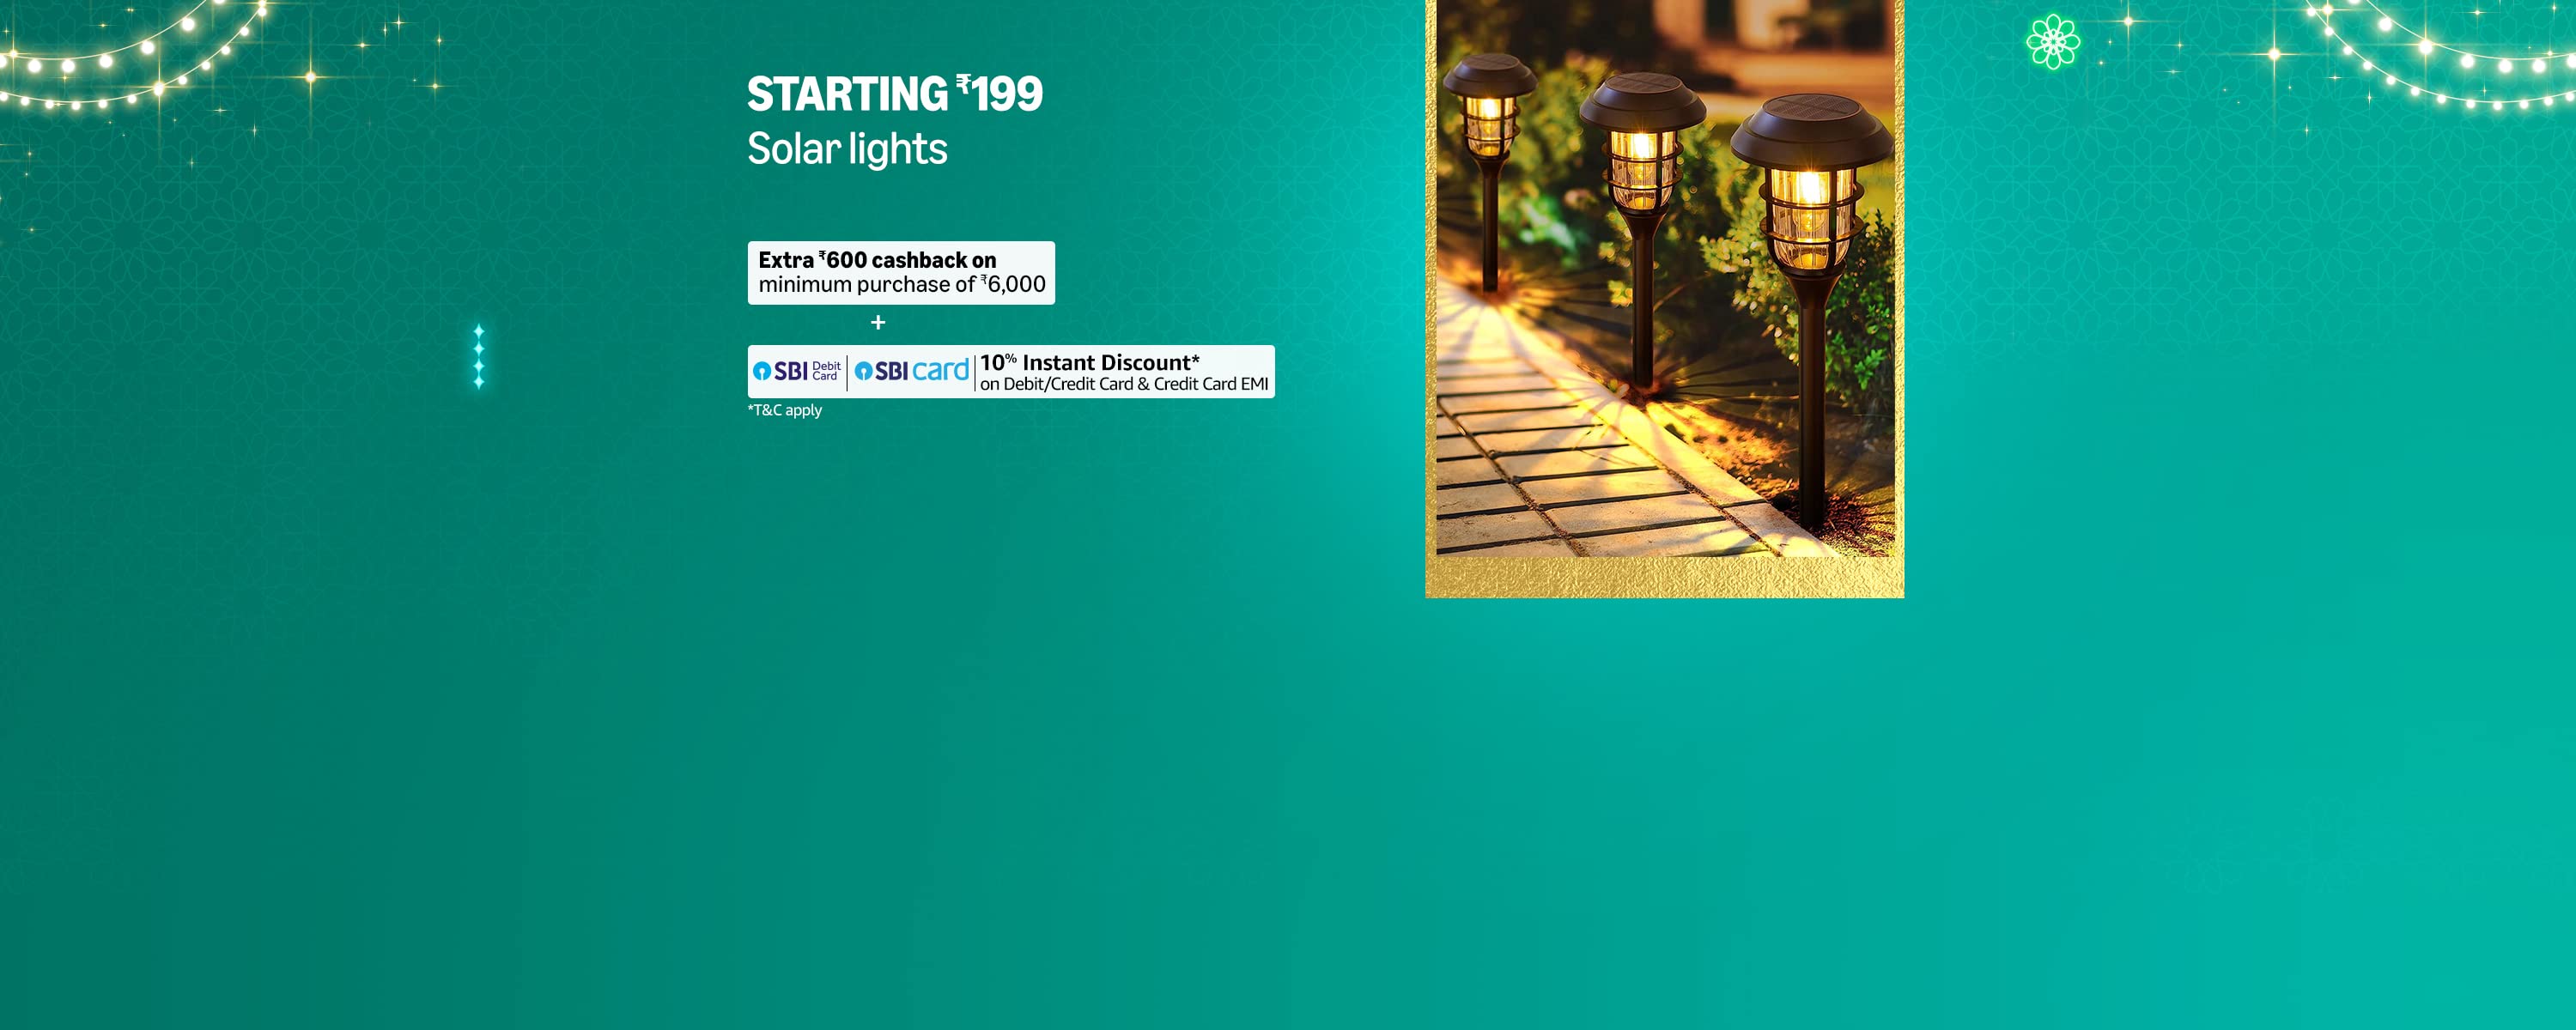 STARTING ₹199
Solar lights
Extra ₹600 cashback on
minimum purchase of ₹6,000
+
SBI Debit Card | SBI card | 10% Instant Discount*
on Debit/Credit Card & Credit Card EMI
*T&C apply